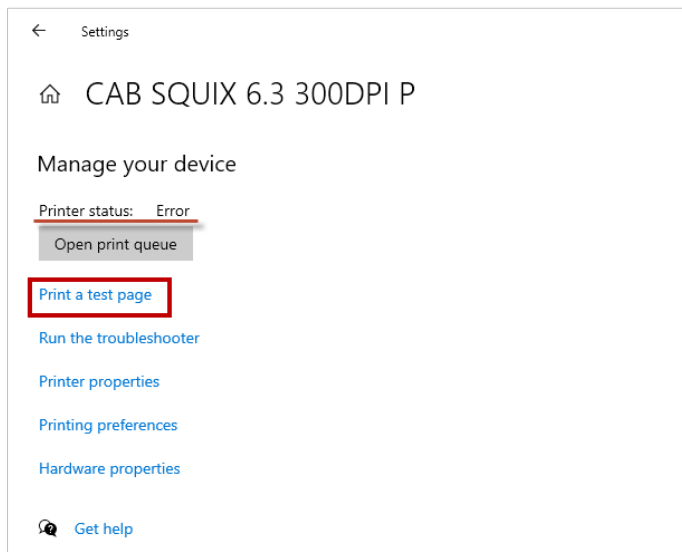 Settings
CAB SQUIX 6.3 300DPI P
Manage your device
Printer status: Error
Open print queue
Print a test page
Run the troubleshooter
Printer properties
Printing preferences
Hardware properties
Get help